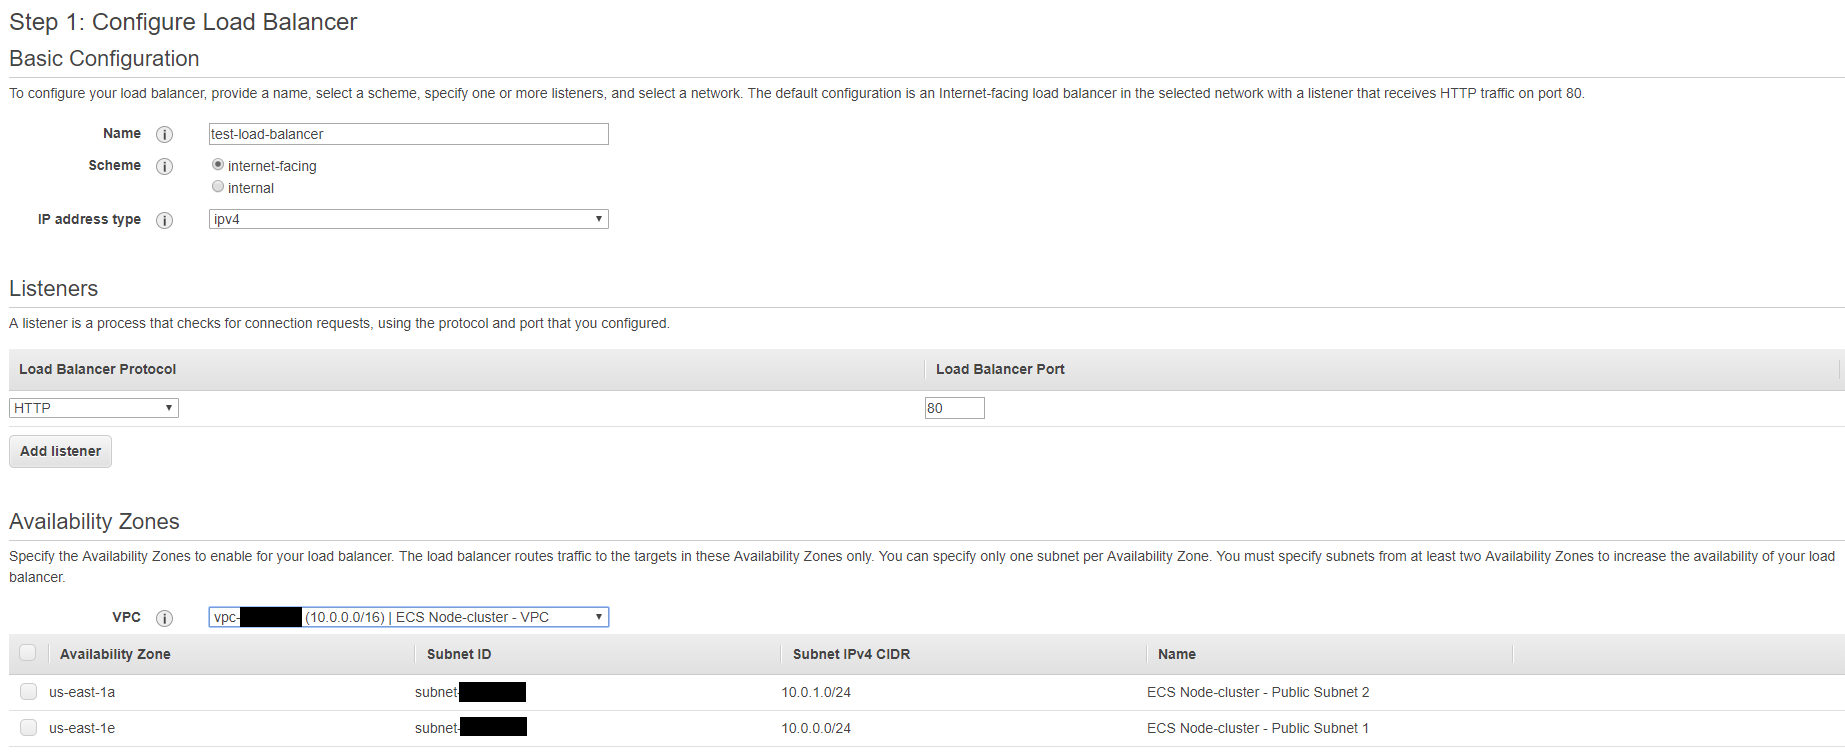 Step 1: Configure Load Balancer
Basic Configuration
To configure your load balancer, provide a name, select a scheme, specify one or more listeners, and select a network. The default configuration is an Internet-facing load balancer in the selected network with a listener that receives HTTP traffic on port 80.
Name i test-load-balancer
Scheme i internet-facing
internal
IP address type i ipv4
Listeners
A listener is a process that checks for connection requests, using the protocol and port that you configured.
Load Balancer Protocol Load Balancer Port
HTTP 80
Add listener
Availability Zones
Specify the Availability Zones to enable for your load balancer. The load balancer routes traffic to the targets in these Availability Zones only. You can specify only one subnet per Availability Zone. You must specify subnets from at least two Availability Zones to increase the availability of your load
balancer.
VPC i vpc- (10.0.0.0/16) | ECS Node-cluster - VPC
Availability Zone Subnet ID Subnet IPv4 CIDR Name
us-east-1a subnet- 10.0.1.0/24 ECS Node-cluster - Public Subnet 2
us-east-1e subnet- 10.0.0.0/24 ECS Node-cluster - Public Subnet 1